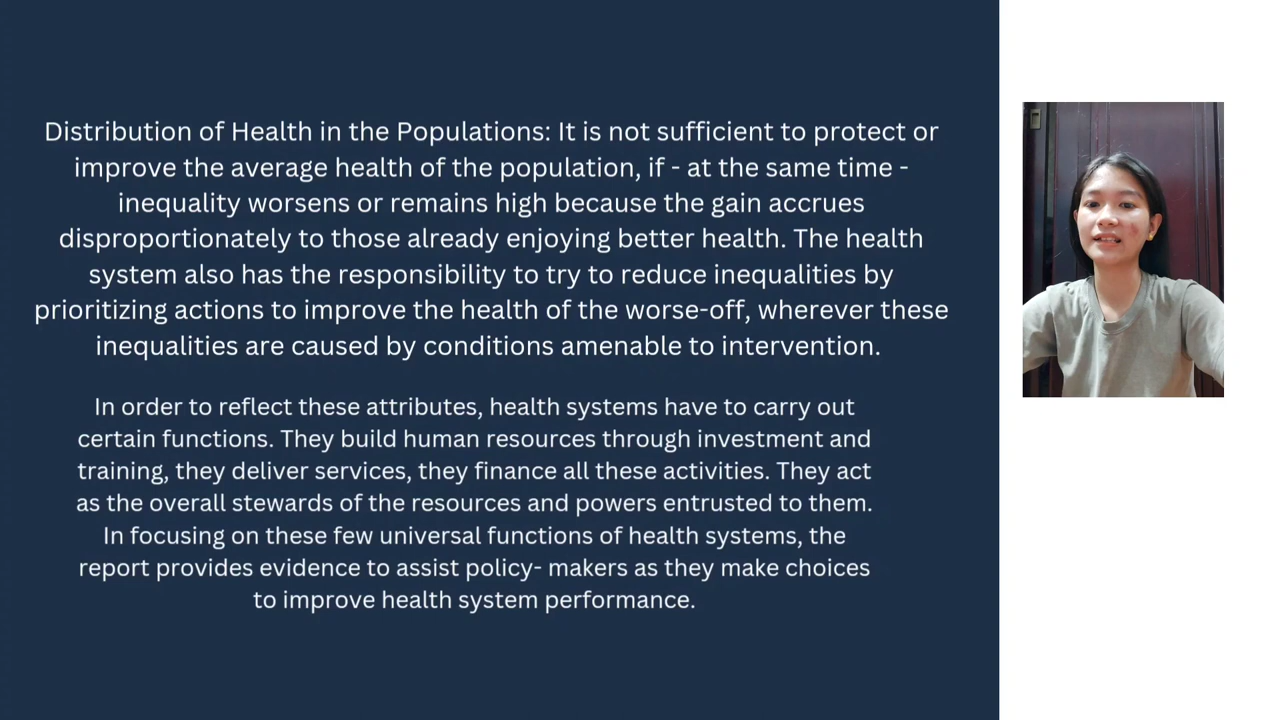 Distribution of Health in the Populations: It is not sufficient to protect or
improve the average health of the population, if - at the same time -
inequality worsens or remains high because the gain accrues
disproportionately to those already enjoying better health. The health
system also has the responsibility to try to reduce inequalities by
prioritizing actions to improve the health of the worse-off, wherever these
inequalities are caused by conditions amenable to intervention.
In order to reflect these attributes, health systems have to carry out
certain functions. They build human resources through investment and
training, they deliver services, they finance all these activities. They act
as the overall stewards of the resources and powers entrusted to them.
In focusing on these few universal functions of health systems, the
report provides evidence to assist policy- makers as they make choices
to improve health system performance.